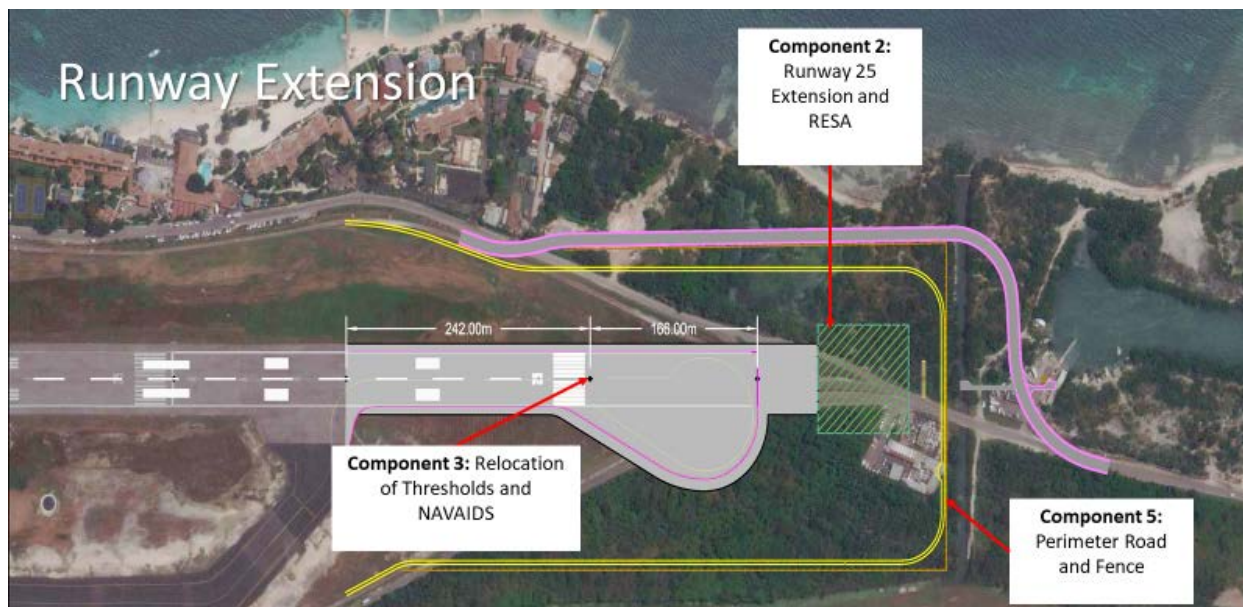 Runway Extension
Component 2:
Runway 25
Extension and
RESA
242.00m
166.00m
Component 3: Relocation
of Thresholds and
NAVAIDS
Component 5:
Perimeter Road
and Fence